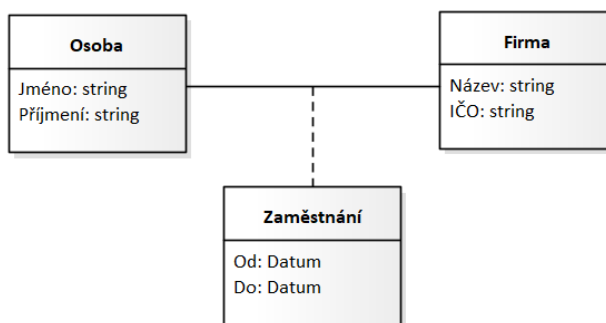 Osoba
Jméno: string
Příjmení: string
Firma
Název: string
IČO: string
Zaměstnání
Od: Datum
Do: Datum